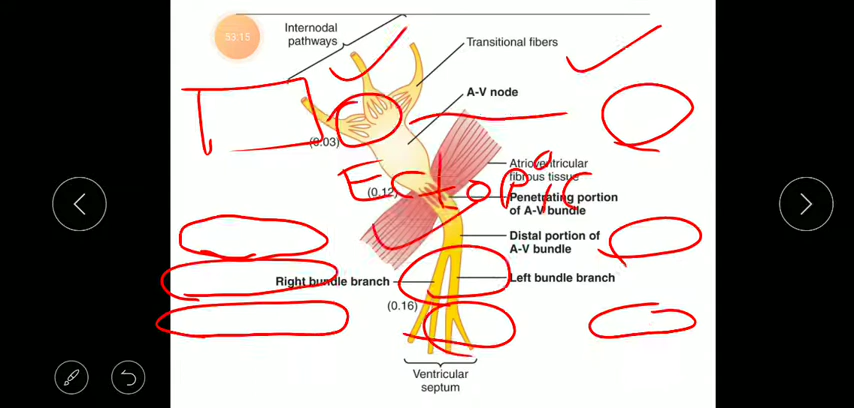 53:15
Internodal
pathways
Transitional fibers
A-V node
(0.03)
Atrioventricular
fibrous tissue
(0.12)
Ectopic
Penetrating portion
of A-V bundle
Distal portion of
A-V bundle
Right bundle branch
Left bundle branch
(0.16)
Ventricular
septum